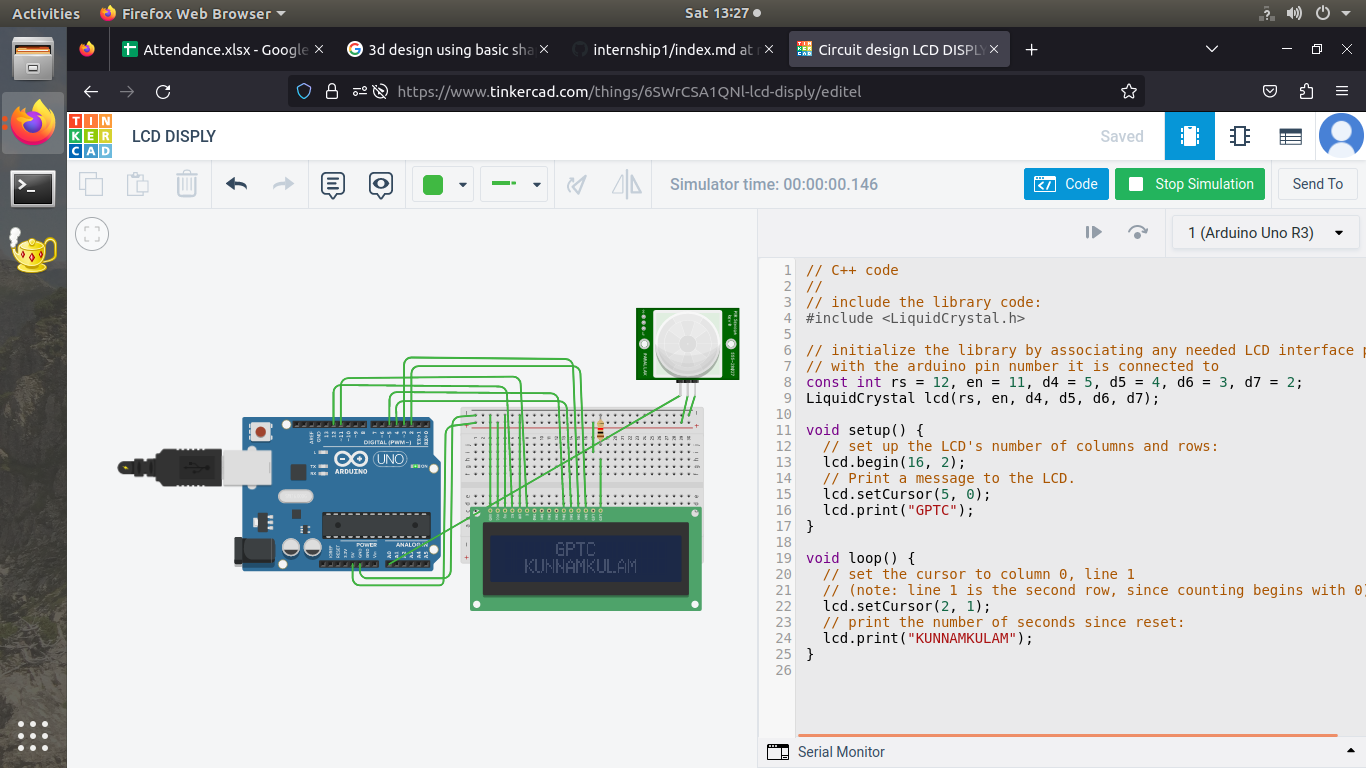 Activities
Firefox Web Browser
Sat 13:27
Attendance.xlsx - Google
3d design using basic sha
internship1/index.md at
Circuit design LCD DISPLY
https://www.tinkercad.com/things/6SWrCSA1QNl-lcd-disply/editel
TIN
KER
CAD
LCD DISPLY
Saved
Simulator time: 00:00:00.146
Code
Stop Simulation
Send To
1 (Arduino Uno R3)
1 // C++ code
2 //
3 // include the library code:
4 #include <LiquidCrystal.h>
5
6 // initialize the library by associating any needed LCD interface p
7 // with the arduino pin number it is connected to
8 const int rs = 12, en = 11, d4 = 5, d5 = 4, d6 = 3, d7 = 2;
9 LiquidCrystal lcd(rs, en, d4, d5, d6, d7);
10
11 void setup() {
12 // set up the LCD's number of columns and rows:
13 lcd.begin(16, 2);
14 // Print a message to the LCD.
15 lcd.setCursor(5, 0);
16 lcd.print("GPTC");
17 }
18
19 void loop() {
20 // set the cursor to column 0, line 1
21 // (note: line 1 is the second row, since counting begins with 0)
22 lcd.setCursor(2, 1);
23 // print the number of seconds since reset:
24 lcd.print("KUNNAMKULAM");
25 }
26
DIGITAL (PWM~)
UNO
ARDUINO
TX
RX
ON
POWER
GPTC
KUNNAMKULAM
Serial Monitor